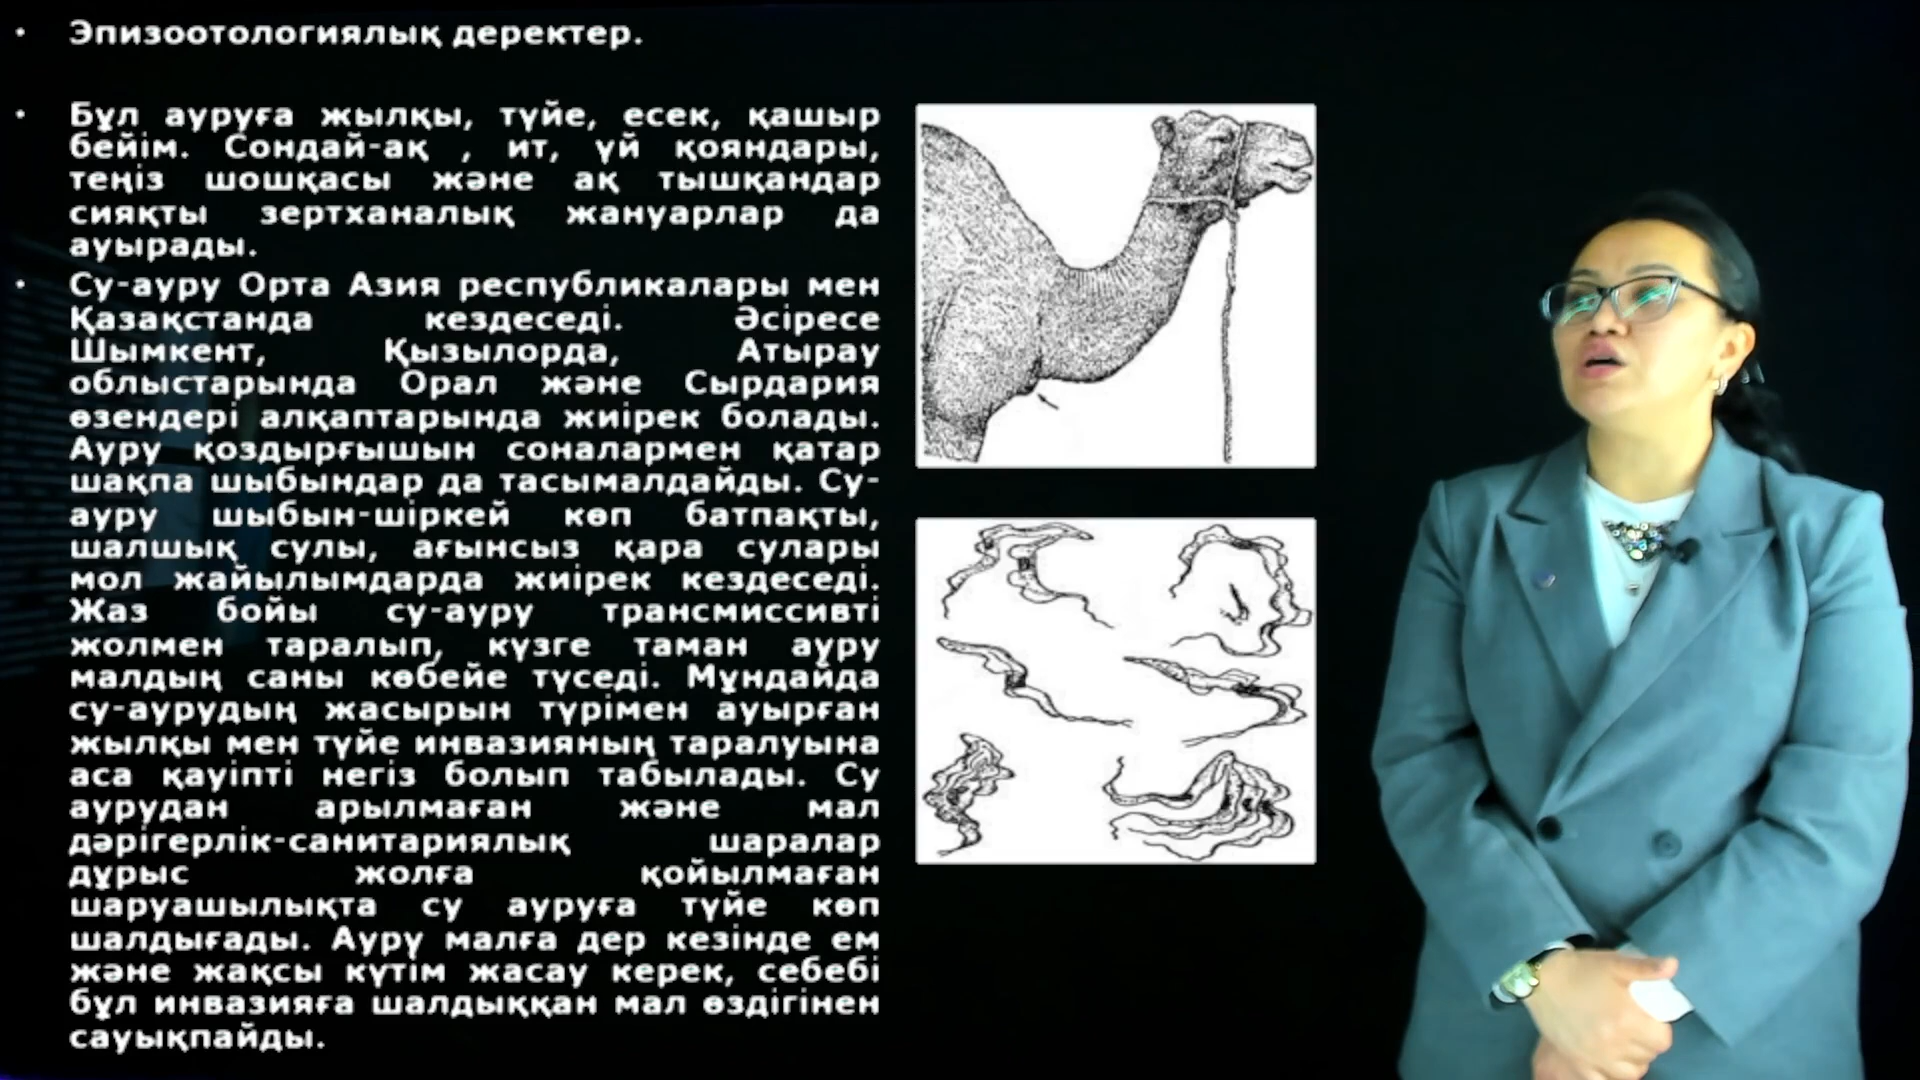 • Эпизоотологиялық деректер.
• Бұл ауруға жылқы, түйе, есек, қашыр
бейім. Сондай-ақ , ит, үй қояндары,
теңіз шошқасы және ақ тышқандар
сияқты зертханалық жануарлар да
ауырады.
• Су-ауру Орта Азия республикалары мен
Қазақстанда кездеседі. Әсіресе
Шымкент, Қызылорда, Атырау
облыстарында Орал және Сырдария
өзендері алқаптарында жиірек болады.
Ауру қоздырғышын соналармен қатар
шақпа шыбындар да тасымалдайды. Су-
ауру шыбын-шіркей көп батпақты,
шалшық сулы, ағынсыз қара сулары
мол жайылымдарда жиірек кездеседі.
Жаз бойы су-ауру трансмиссивті
жолмен таралып, күзге таман ауру
малдың саны көбейе түседі. Мұндайда
су-аурудың жасырын түрімен ауырған
жылқы мен түйе инвазияның таралуына
аса қауіпті негіз болып табылады. Су
аурудан арылмаған және мал
дәрігерлік-санитариялық шаралар
дұрыс жолға қойылмаған
шаруашылықта су ауруға түйе көп
шалдығады. Ауру малға дер кезінде ем
және жақсы күтім жасау керек, себебі
бұл инвазияға шалдыққан мал өздігінен
сауықпайды.